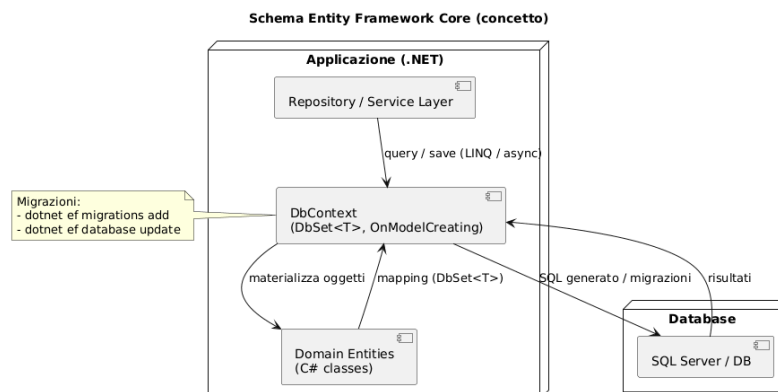 Schema Entity Framework Core (concetto)
Applicazione (.NET)
Repository / Service Layer
query / save (LINQ / async)
Migrazioni:
- dotnet ef migrations add
- dotnet ef database update
DbContext
(DbSet<T>, OnModelCreating)
materializza oggetti
mapping (DbSet<T>)
SQL generato / migrazioni
risultati
Database
Domain Entities
(C# classes)
SQL Server / DB